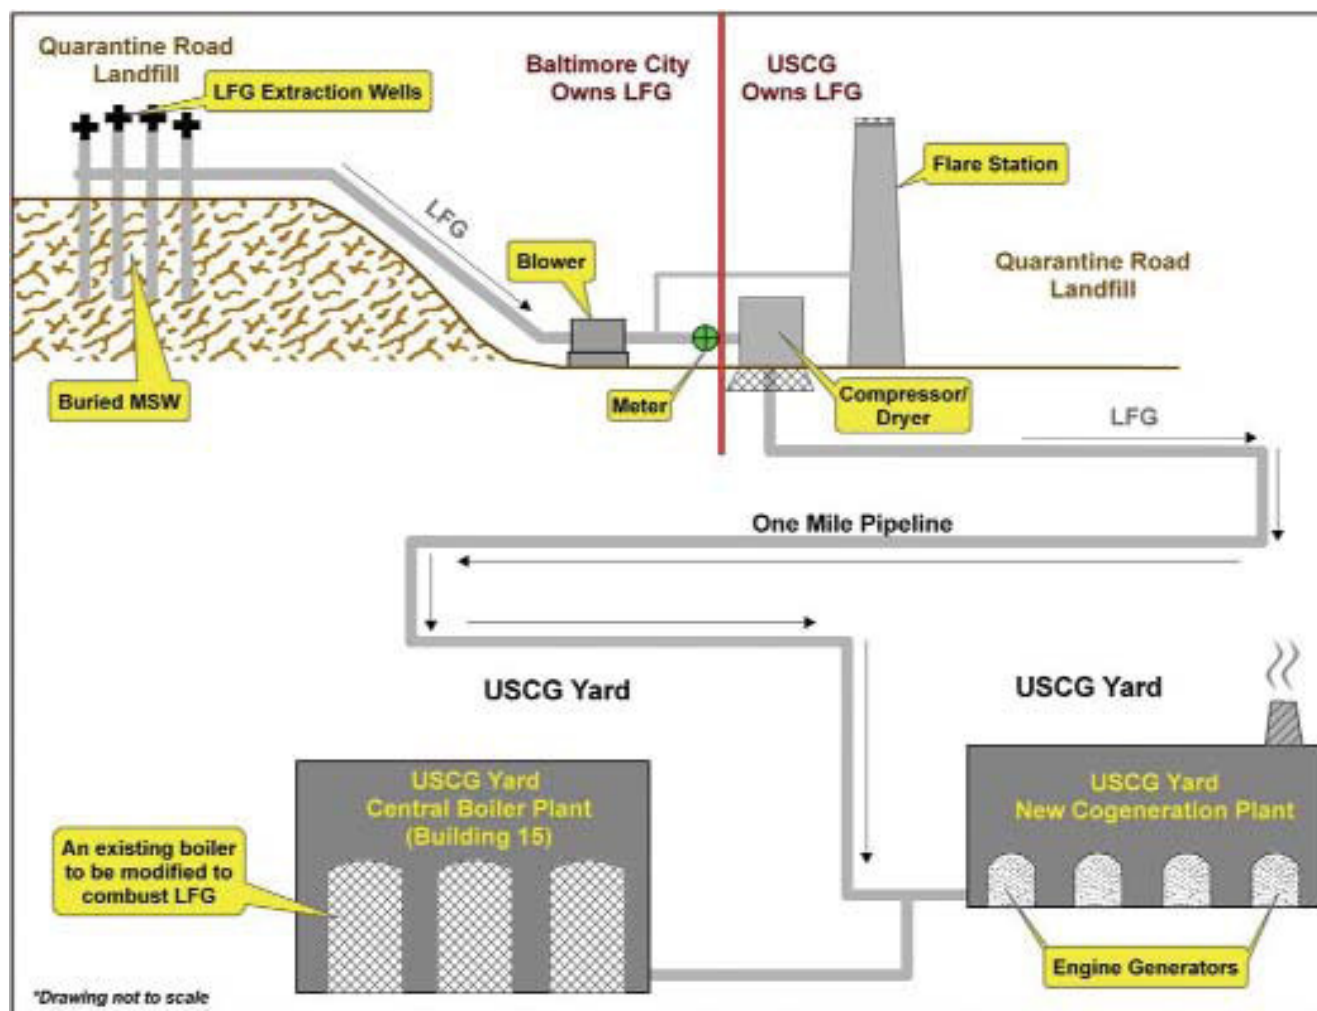 Quarantine Road
Landfill
LFG Extraction Wells
Baltimore City
Owns LFG
USCG
Owns LFG
Flare Station
LFG
Blower
Quarantine Road
Landfill
Buried MSW
Meter
Compressor/
Dryer
LFG
One Mile Pipeline
USCG Yard
USCG Yard
USCG Yard
Central Boiler Plant
(Building 15)
USCG Yard
New Cogeneration Plant
An existing boiler
to be modified to
combust LFG
Engine Generators
*Drawing not to scale